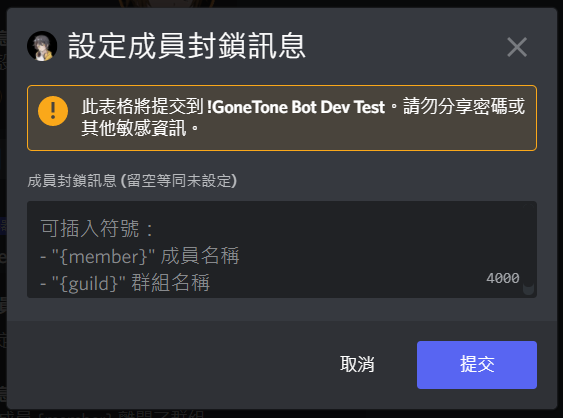 設定成員封鎖訊息
此表格將提交到 !GoneTone Bot Dev Test。請勿分享密碼或
其他敏感資訊。
成員封鎖訊息 (留空等同未設定)
可插入符號：
- "{member}" 成員名稱
- "{guild}" 群組名稱
4000
取消
提交